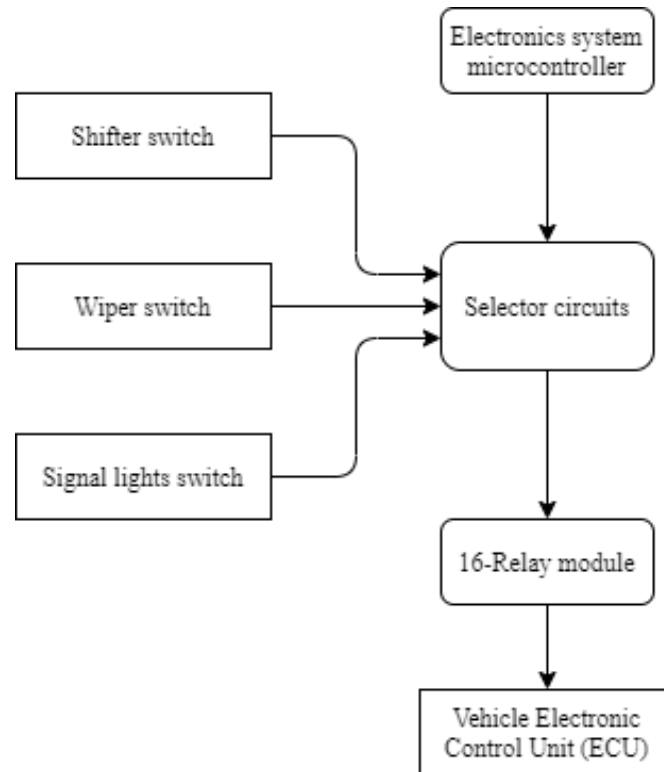 Electronics system
microcontroller
Shifter switch
Wiper switch
Selector circuits
Signal lights switch
16-Relay module
Vehicle Electronic
Control Unit (ECU)